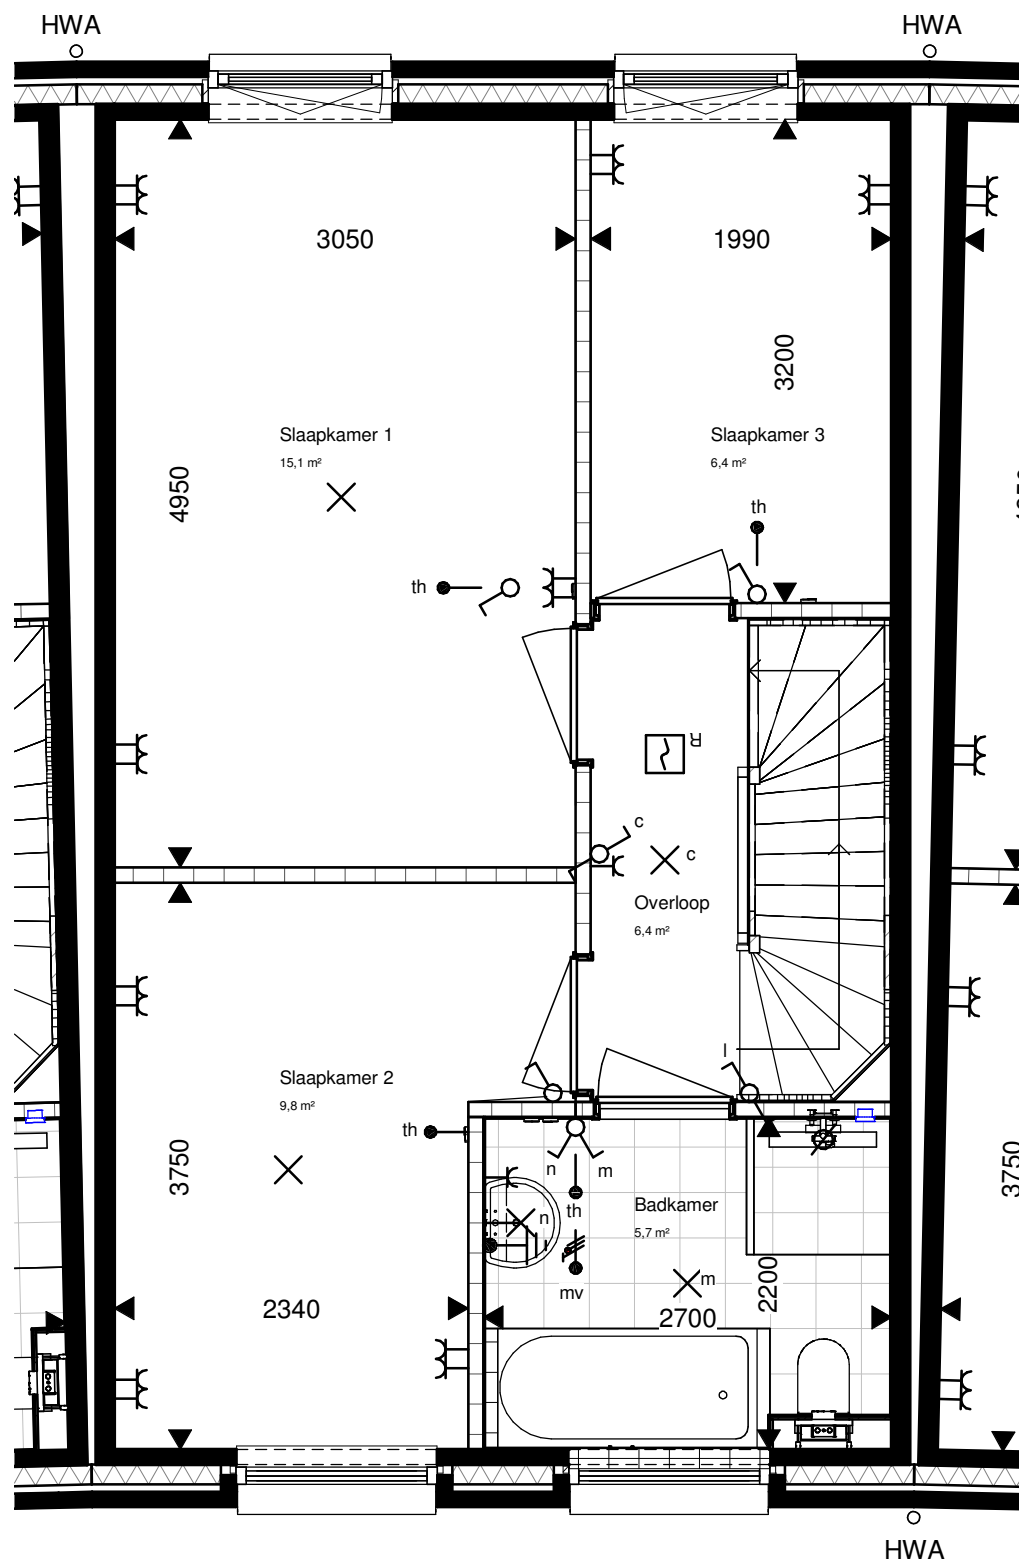 HWA
HWA
3050
1990
3200
Slaapkamer 1
15,1 m²
Slaapkamer 3
6,4 m²
4950
th
th
R
c
c
Overloop
6,4 m²
l
Slaapkamer 2
9,8 m²
th
n
m
3750
3750
n
th
Badkamer
5,7 m²
mv
m
2200
2340
2700
HWA